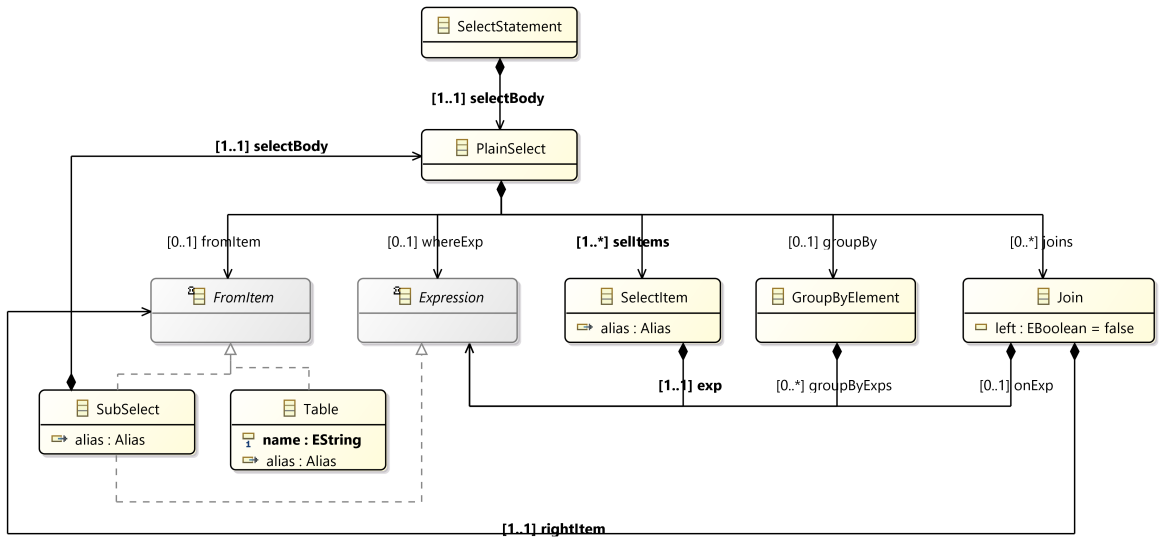 SelectStatement
[1..1] selectBody
[1..1] selectBody
PlainSelect
[0..1] fromItem
[0..1] whereExp
[1..*] selItems
[0..1] groupBy
[0..*] joins
FromItem
Expression
SelectItem
alias : Alias
GroupByElement
Join
left : EBoolean = false
[1..1] exp
[0..*] groupByExps
[0..1] onExp
SubSelect
alias : Alias
Table
1
name : EString
alias : Alias
[1..1] rightItem